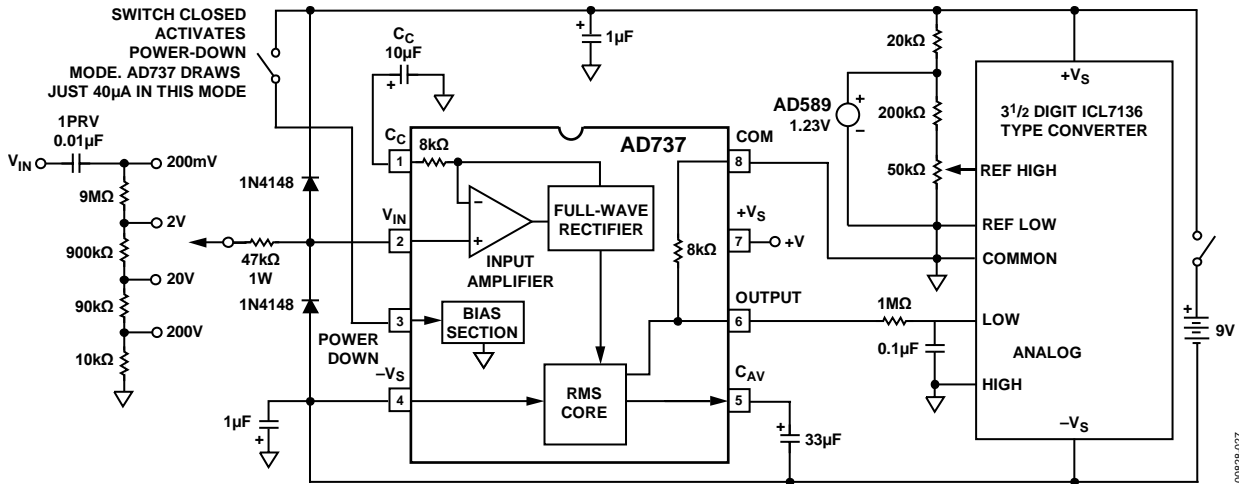 SWITCH CLOSED
ACTIVATES
POWER-DOWN
MODE. AD737 DRAWS
JUST 40µA IN THIS MODE
1PRV
0.01µF
VIN
200mV
9MΩ
2V
900kΩ
20V
90kΩ
200V
10kΩ
47kΩ
1W
1N4148
1N4148
1µF
CC
10µF
1µF
AD737
CC
1
8kΩ
VIN
2
INPUT
AMPLIFIER
−
+
FULL-WAVE
RECTIFIER
3
POWER
DOWN
BIAS
SECTION
−VS
4
RMS
CORE
COM
8
+VS
7
+V
8kΩ
OUTPUT
6
CAV
5
33µF
1MΩ
0.1µF
20kΩ
AD589
1.23V
+
−
200kΩ
50kΩ
+VS
31/2 DIGIT ICL7136
TYPE CONVERTER
REF HIGH
REF LOW
COMMON
LOW
ANALOG
HIGH
−VS
9V
00828-027